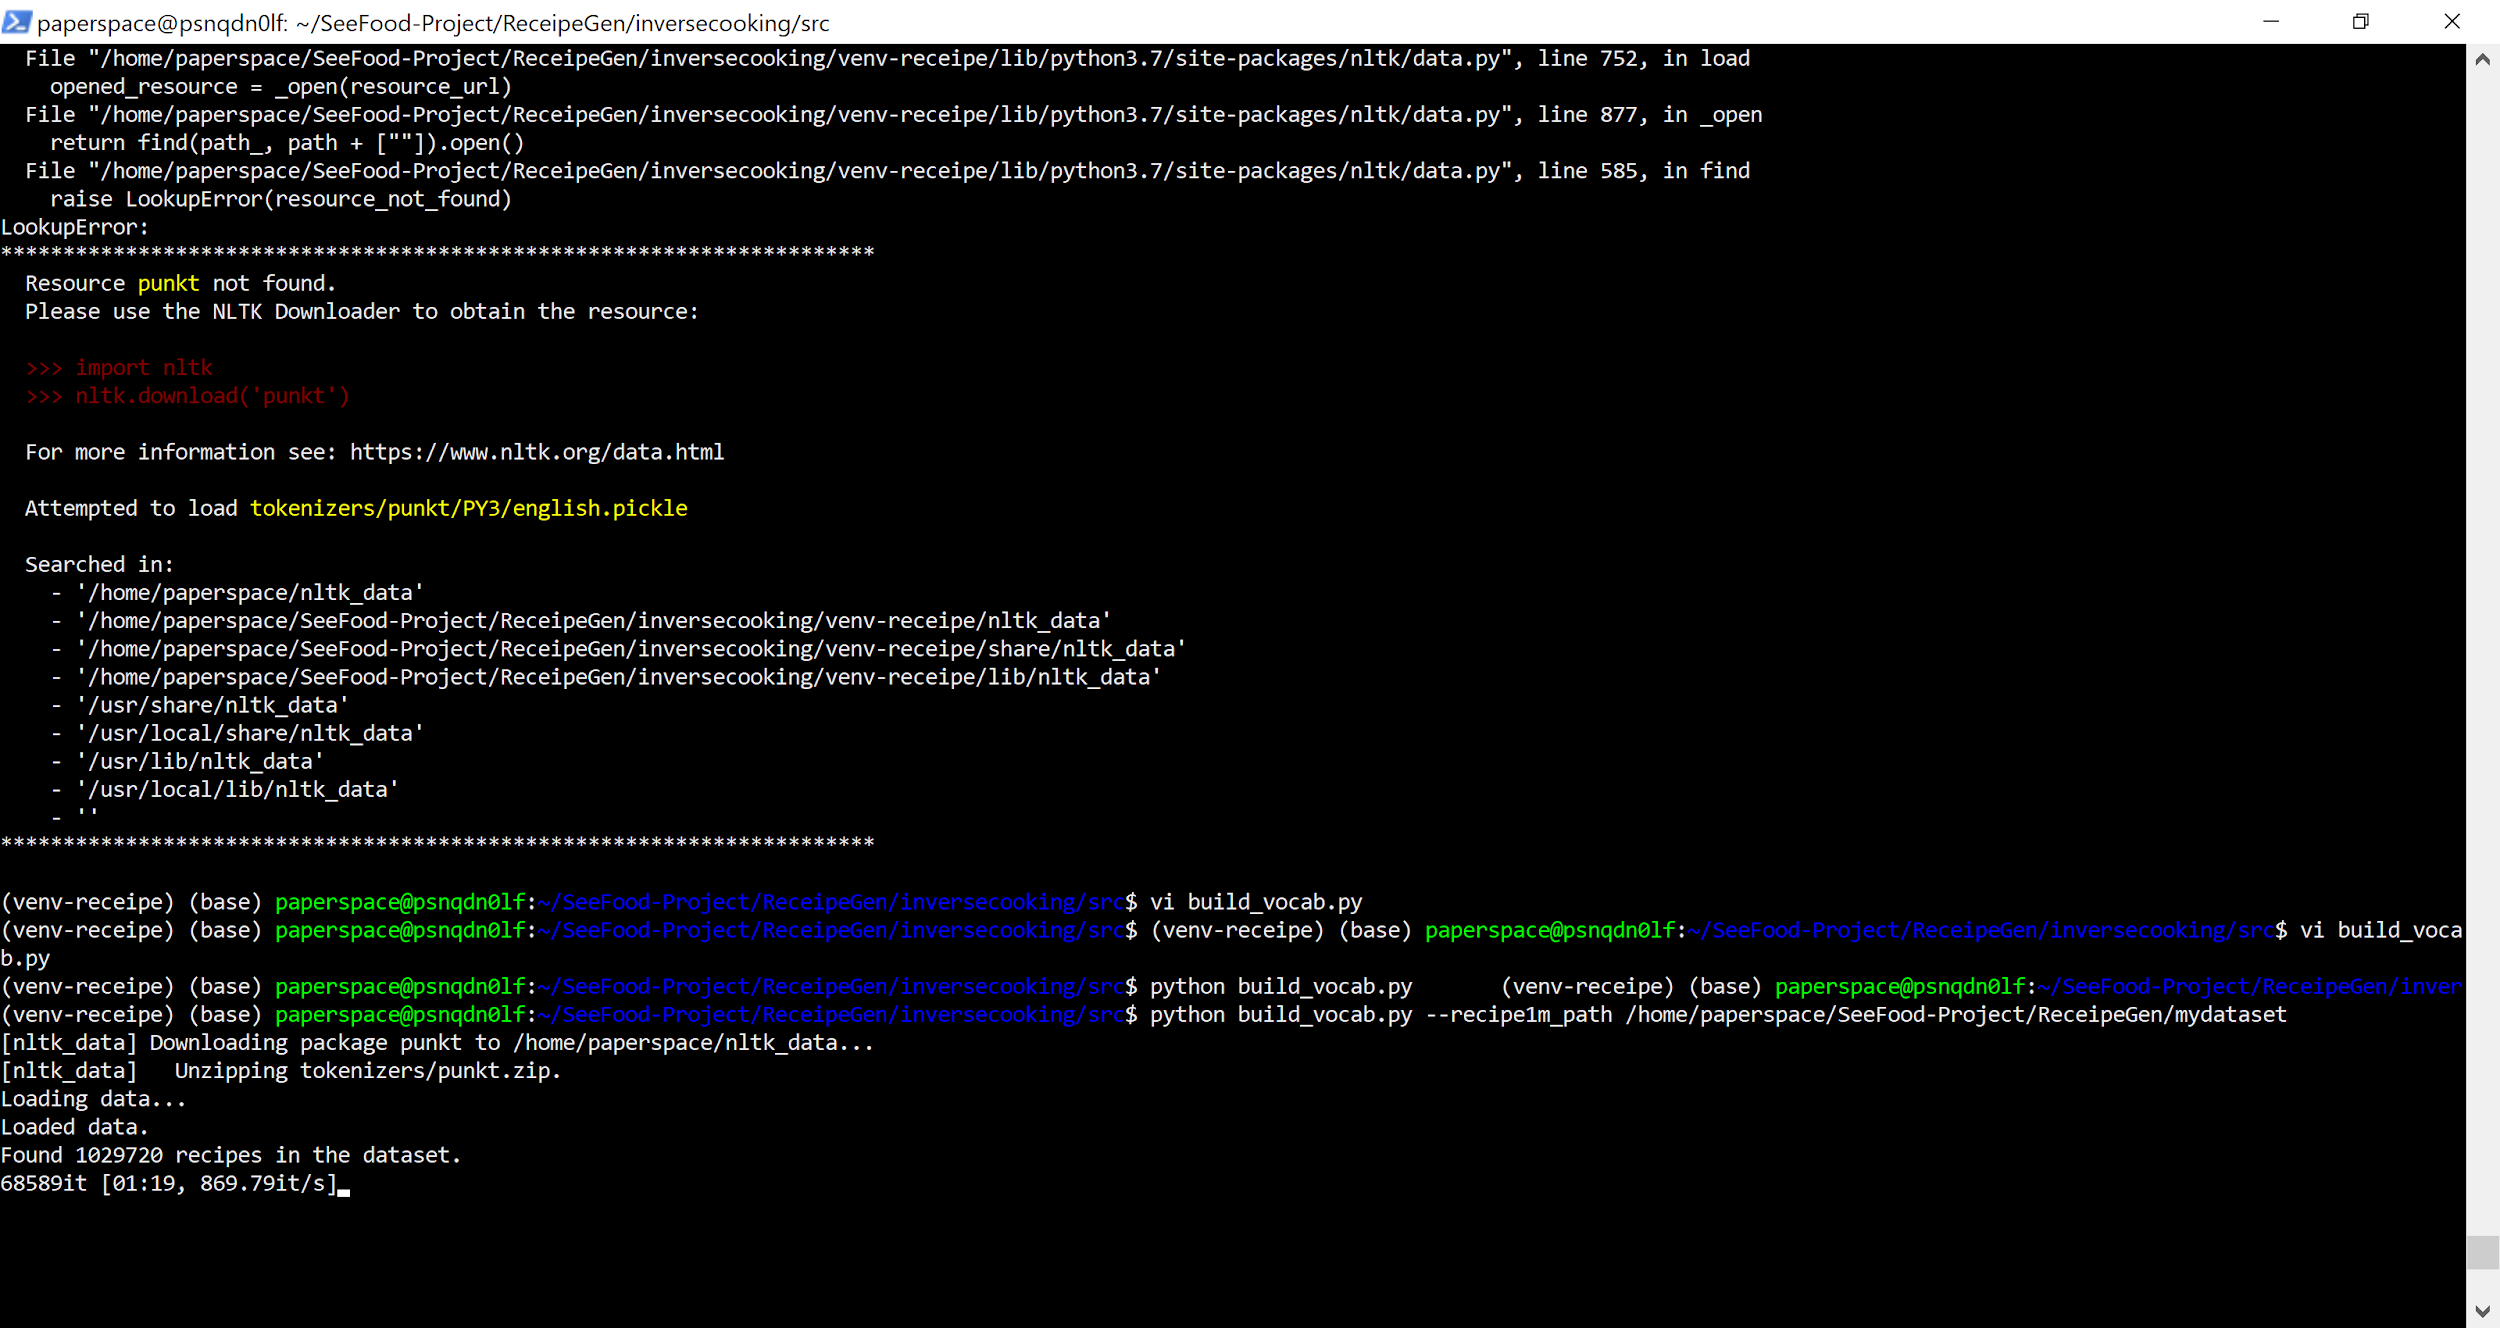 paperspace@psnqdn0lf: ~/SeeFood-Project/ReceipeGen/inversecooking/src
  File "/home/paperspace/SeeFood-Project/ReceipeGen/inversecooking/venv-receipe/lib/python3.7/site-packages/nltk/data.py", line 752, in load
    opened_resource = _open(resource_url)
  File "/home/paperspace/SeeFood-Project/ReceipeGen/inversecooking/venv-receipe/lib/python3.7/site-packages/nltk/data.py", line 877, in _open
    return find(path_, path + [""]).open()
  File "/home/paperspace/SeeFood-Project/ReceipeGen/inversecooking/venv-receipe/lib/python3.7/site-packages/nltk/data.py", line 585, in find
    raise LookupError(resource_not_found)
LookupError:
**********************************************************************
  Resource punkt not found.
  Please use the NLTK Downloader to obtain the resource:
  >>> import nltk
  >>> nltk.download('punkt')
  For more information see: https://www.nltk.org/data.html
  Attempted to load tokenizers/punkt/PY3/english.pickle
  Searched in:
    - '/home/paperspace/nltk_data'
    - '/home/paperspace/SeeFood-Project/ReceipeGen/inversecooking/venv-receipe/nltk_data'
    - '/home/paperspace/SeeFood-Project/ReceipeGen/inversecooking/venv-receipe/share/nltk_data'
    - '/home/paperspace/SeeFood-Project/ReceipeGen/inversecooking/venv-receipe/lib/nltk_data'
    - '/usr/share/nltk_data'
    - '/usr/local/share/nltk_data'
    - '/usr/lib/nltk_data'
    - '/usr/local/lib/nltk_data'
    - ''
**********************************************************************
(venv-receipe) (base) paperspace@psnqdn0lf:~/SeeFood-Project/ReceipeGen/inversecooking/src$ vi build_vocab.py
(venv-receipe) (base) paperspace@psnqdn0lf:~/SeeFood-Project/ReceipeGen/inversecooking/src$ (venv-receipe) (base) paperspace@psnqdn0lf:~/SeeFood-Project/ReceipeGen/inversecooking/src$ vi build_voca
b.py
(venv-receipe) (base) paperspace@psnqdn0lf:~/SeeFood-Project/ReceipeGen/inversecooking/src$ python build_vocab.py       (venv-receipe) (base) paperspace@psnqdn0lf:~/SeeFood-Project/ReceipeGen/inver
(venv-receipe) (base) paperspace@psnqdn0lf:~/SeeFood-Project/ReceipeGen/inversecooking/src$ python build_vocab.py --recipe1m_path /home/paperspace/SeeFood-Project/ReceipeGen/mydataset
[nltk_data] Downloading package punkt to /home/paperspace/nltk_data...
[nltk_data]   Unzipping tokenizers/punkt.zip.
Loading data...
Loaded data.
Found 1029720 recipes in the dataset.
68589it [01:19, 869.79it/s]